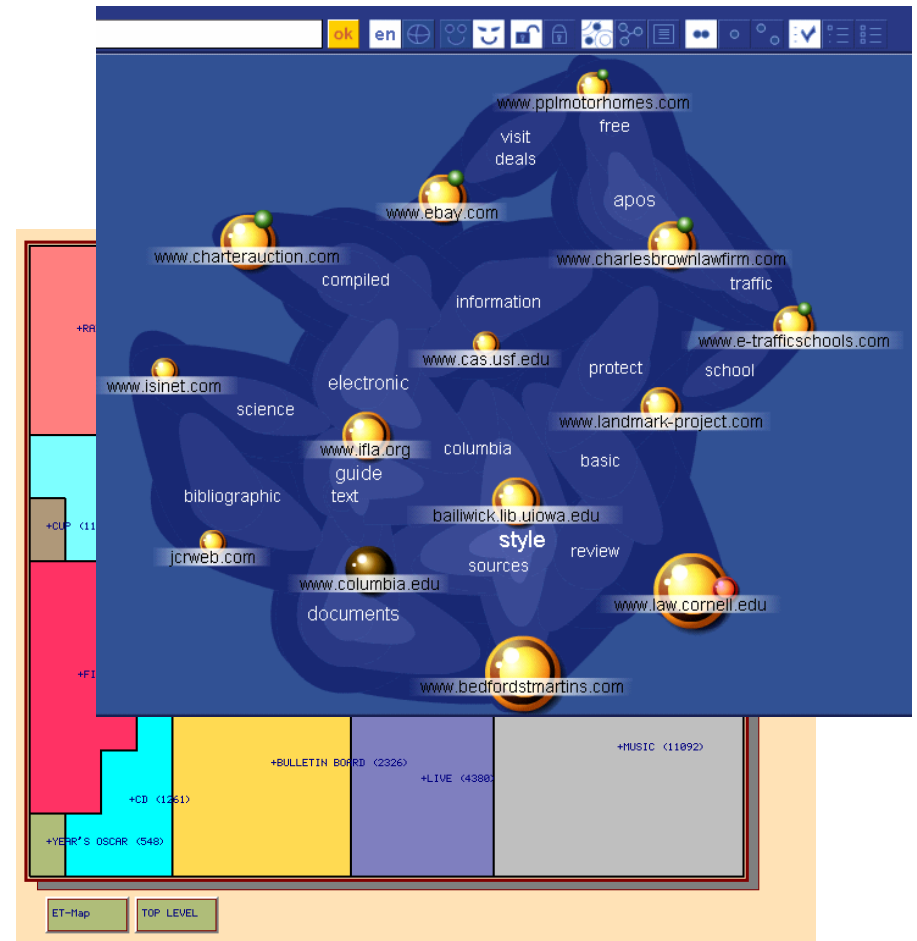 ok en
www.pplmotorhomes.com
free
visit
deals
apos
www.ebay.com
www.charterauction.com
www.charlesbrownlawfirm.com
compiled
traffic
information
www.e-trafficschools.com
www.cas.usf.edu
protect
school
www.isinet.com
electronic
science
www.landmark-project.com
www.ifla.org
columbia
basic
guide
text
bibliographic
bailiwick.lib.uiowa.edu
style
review
jcrweb.com
sources
www.columbia.edu
www.law.cornell.edu
documents
www.bedfordstmartins.com
+RA
+CUP (11
+FI
+MUSIC (11092)
+BULLETIN BOARD (2326)
+LIVE (4380)
+CD (1261)
+YEAR'S OSCAR (548)
ET-Map
TOP LEVEL